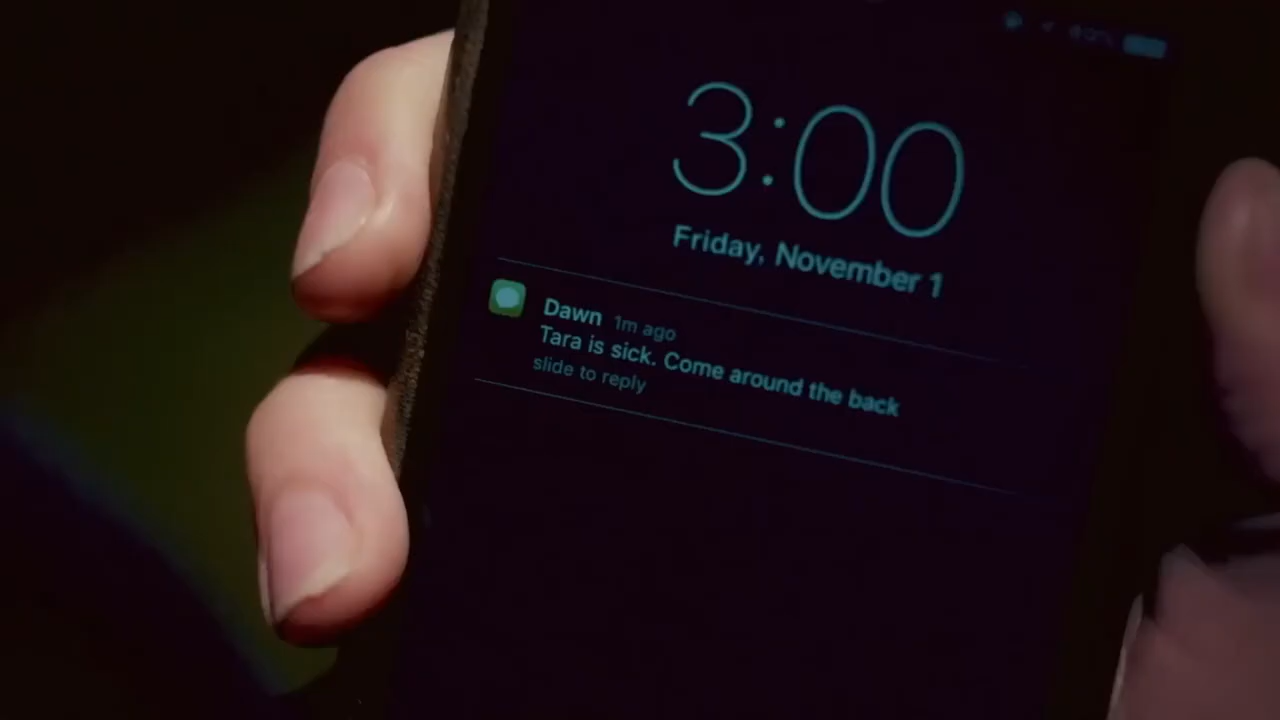 3:00
Friday, November 1
Dawn 1m ago
Tara is sick. Come around the back
slide to reply